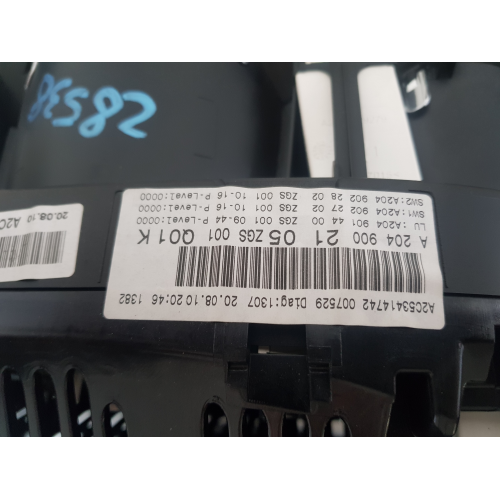 A2C53414742 007529 Diag:1307 20.08.10 20:46 1382
A 204 900 21 05 ZGS 001 Q01 K
LU :A204 901 44 00 ZGS 001 09-44 P-Level:0000
SW1:A204 902 27 02 ZGS 001 10-16 P-Level:0000
SW2:A204 902 28 02 ZGS 001 10-16 P-Level:0000
20.08.10 A2C
28538